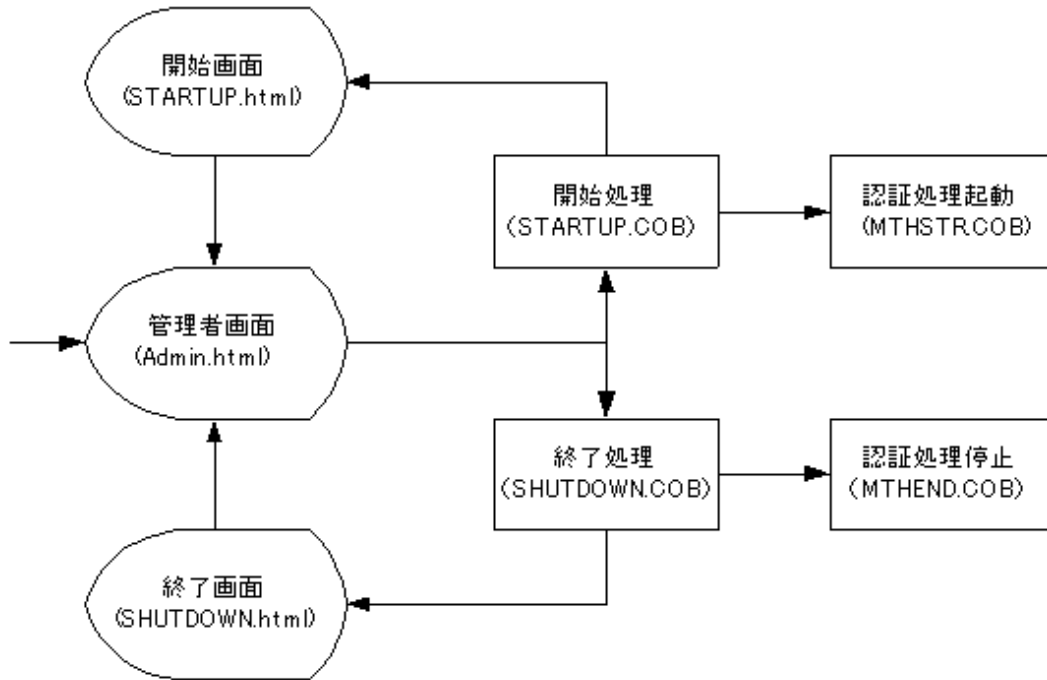 開始画面
(STARTUP.html)
開始処理
(STARTUP.COB)
認証処理起動
(MTHSTR.COB)
管理者画面
(Admin.html)
終了処理
(SHUTDOWN.COB)
認証処理停止
(MTHEND.COB)
終了画面
(SHUTDOWN.html)